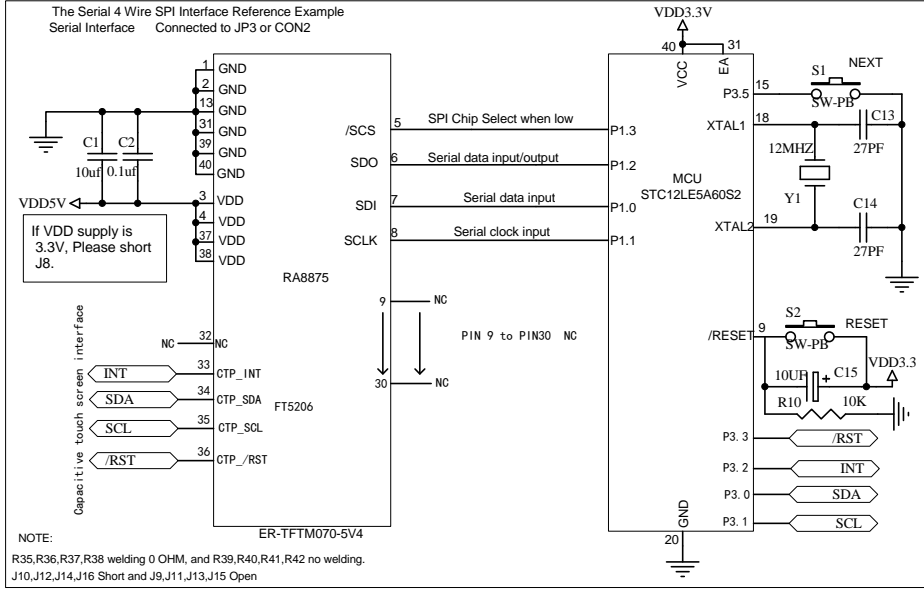 The Serial 4 Wire SPI Interface Reference Example
Serial Interface Connected to JP3 or CON2
VDD3.3V
40
31
VCC
EA
1
GND
2
GND
13
GND
31
GND
39
GND
40
GND
3
VDD
4
VDD
37
VDD
38
VDD
C1
10uf
C2
0.1uf
VDD5V
If VDD supply is
3.3V, Please short
J8.
RA8875
/SCS
5
SPI Chip Select when low
P1.3
SDO
6
Serial data input/output
P1.2
SDI
7
Serial data input
P1.0
SCLK
8
Serial clock input
P1.1
MCU
STC12LE5A60S2
P3.5
15
S1
NEXT
SW-PB
XTAL1
18
C13
27PF
12MHZ
Y1
XTAL2
19
C14
27PF
9
NC
PIN 9 to PIN30 NC
30
NC
/RESET
9
S2
RESET
SW-PB
VDD3.3
10UF
+
C15
R10
10K
Capacitive touch screen interface
NC
32
NC
INT
33
CTP_INT
SDA
34
CTP_SDA
SCL
35
CTP_SCL
/RST
36
CTP_/RST
FT5206
P3.3
/RST
P3.2
INT
P3.0
SDA
P3.1
SCL
GND
20
ER-TFTM070-5V4
NOTE:
R35,R36,R37,R38 welding 0 OHM, and R39,R40,R41,R42 no welding.
J10,J12,J14,J16 Short and J9,J11,J13,J15 Open